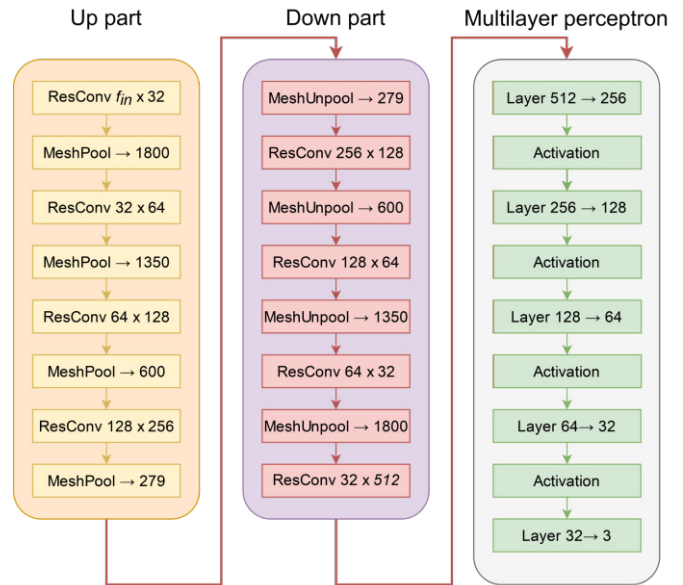 Up part
ResConv fin x 32
MeshPool → 1800
ResConv 32 x 64
MeshPool → 1350
ResConv 64 x 128
MeshPool → 600
ResConv 128 x 256
MeshPool → 279
Down part
MeshUnpool → 279
ResConv 256 x 128
MeshUnpool → 600
ResConv 128 x 64
MeshUnpool → 1350
ResConv 64 x 32
MeshUnpool → 1800
ResConv 32 x 512
Multilayer perceptron
Layer 512 → 256
Activation
Layer 256 → 128
Activation
Layer 128 → 64
Activation
Layer 64→ 32
Activation
Layer 32→ 3